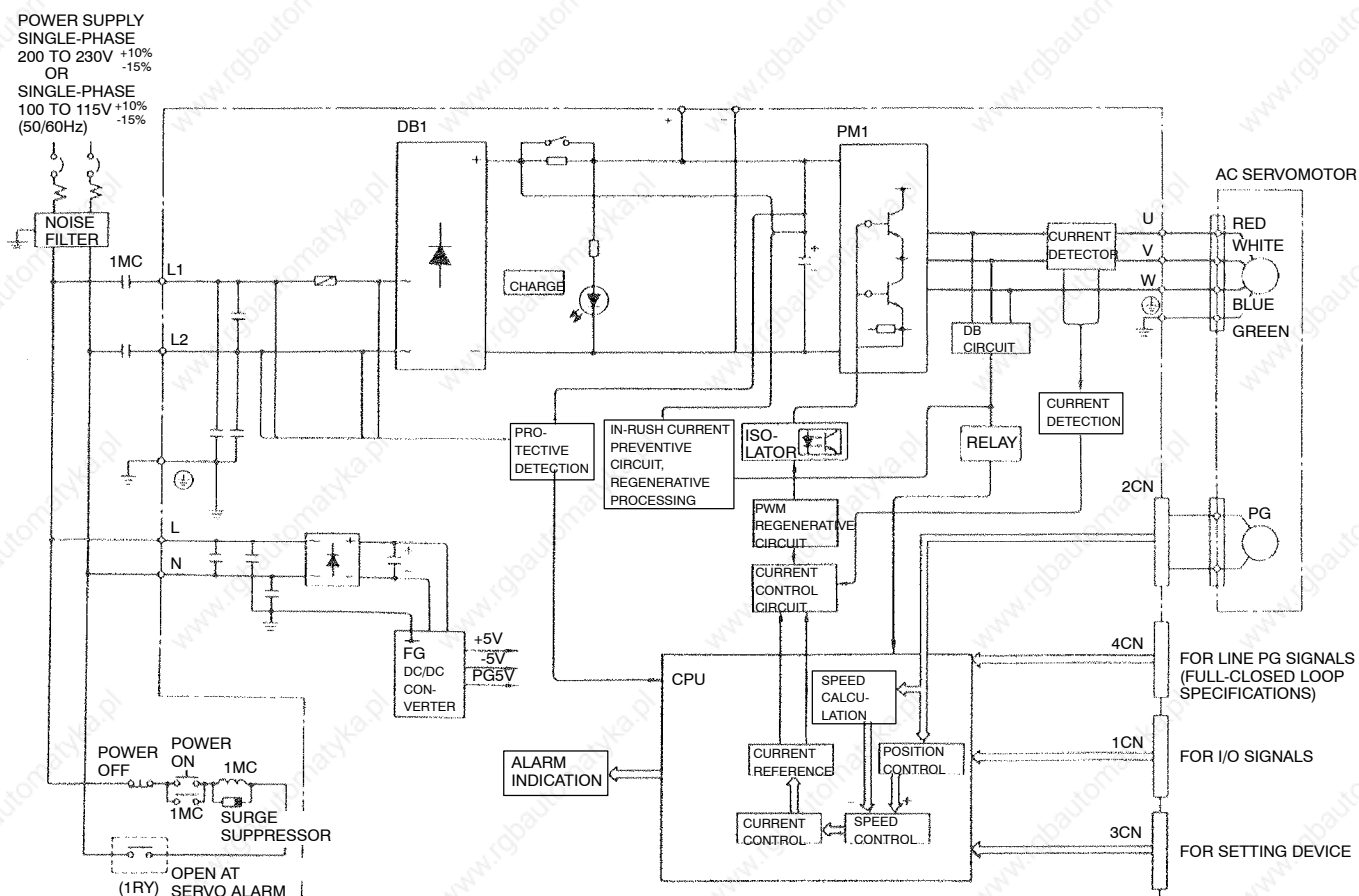 POWER SUPPLY
SINGLE-PHASE
200 TO 230V +10%
-15%
OR
SINGLE-PHASE
100 TO 115V +10%
-15%
(50/60Hz)
NOISE
FILTER
1MC
L1
L2
DB1
+
~
~
-
CHARGE
+
-
+
PM1
U
V
W
CURRENT
DETECTOR
DB
CIRCUIT
AC SERVOMOTOR
RED
WHITE
BLUE
GREEN
CURRENT
DETECTION
RELAY
PRO-
TECTIVE
DETECTION
IN-RUSH CURRENT
PREVENTIVE
CIRCUIT,
REGENERATIVE
PROCESSING
ISO-
LATOR
PWM
REGENERATIVE
CIRCUIT
CURRENT
CONTROL
CIRCUIT
2CN
PG
L
N
FG
DC/DC
CON-
VERTER
+5V
-5V
PG5V
CPU
SPEED
CALCU-
LATION
CURRENT
REFERENCE
POSITION
CONTROL
-
+
CURRENT
CONTROL
SPEED
CONTROL
ALARM
INDICATION
4CN
FOR LINE PG SIGNALS
(FULL-CLOSED LOOP
SPECIFICATIONS)
1CN
FOR I/O SIGNALS
3CN
FOR SETTING DEVICE
POWER
OFF
POWER
ON
1MC
1MC
SURGE
SUPPRESSOR
(1RY)
OPEN AT
SERVO ALARM
www.rgbautomatyka.pl